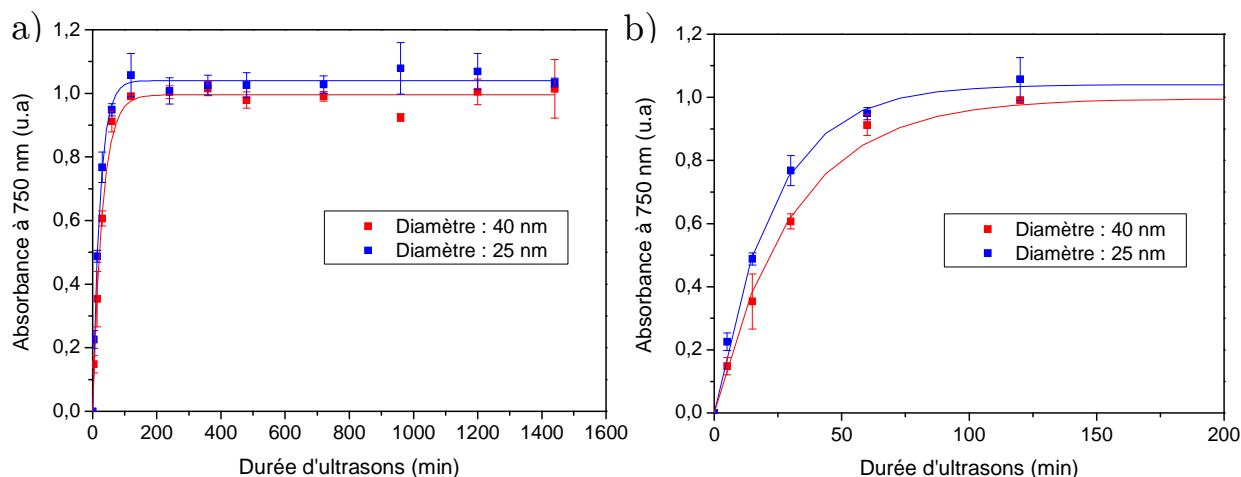 a)
Absorbance à 750 nm (u.a)
1,2
1,0
0,8
0,6
0,4
0,2
0,0
Diamètre : 40 nm
Diamètre : 25 nm
0 200 400 600 800 1000 1200 1400 1600
Durée d'ultrasons (min)
b)
Absorbance à 750 nm (u.a)
1,2
1,0
0,8
0,6
0,4
0,2
0,0
Diamètre : 40 nm
Diamètre : 25 nm
0 50 100 150 200
Durée d'ultrasons (min)